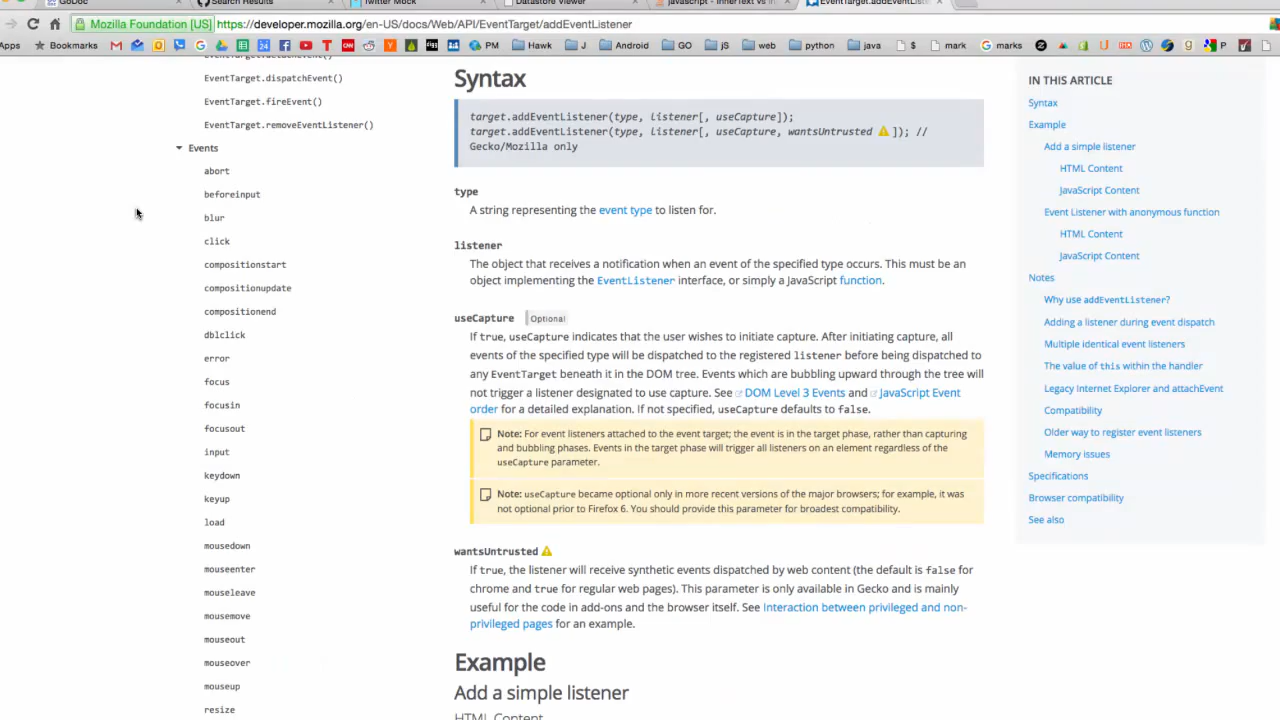 GoDoc
Search Results
Twitter Mock
Datastore Viewer
javascript - innerText vs in
EventTarget.addEventListe
Mozilla Foundation [US] https://developer.mozilla.org/en-US/docs/Web/API/EventTarget/addEventListener
Apps Bookmarks PM Hawk J Android GO jS web python java $ mark marks P
EventTarget.dispatchEvent()
EventTarget.fireEvent()
EventTarget.removeEventListener()
Events
abort
beforeinput
blur
click
compositionstart
compositionupdate
compositionend
dblclick
error
focus
focusin
focusout
input
keydown
keyup
load
mousedown
mouseenter
mouseleave
mousemove
mouseout
mouseover
mouseup
resize
Syntax
target.addEventListener(type, listener[, useCapture]);
target.addEventListener(type, listener[, useCapture, wantsUntrusted ]); //
Gecko/Mozilla only
type
A string representing the event type to listen for.
listener
The object that receives a notification when an event of the specified type occurs. This must be an
object implementing the EventListener interface, or simply a JavaScript function.
useCapture Optional
If true, useCapture indicates that the user wishes to initiate capture. After initiating capture, all
events of the specified type will be dispatched to the registered listener before being dispatched to
any EventTarget beneath it in the DOM tree. Events which are bubbling upward through the tree will
not trigger a listener designated to use capture. See DOM Level 3 Events and JavaScript Event
order for a detailed explanation. If not specified, useCapture defaults to false.
Note: For event listeners attached to the event target; the event is in the target phase, rather than capturing
and bubbling phases. Events in the target phase will trigger all listeners on an element regardless of the
useCapture parameter.
Note: useCapture became optional only in more recent versions of the major browsers; for example, it was
not optional prior to Firefox 6. You should provide this parameter for broadest compatibility.
wantsUntrusted
If true, the listener will receive synthetic events dispatched by web content (the default is false for
chrome and true for regular web pages). This parameter is only available in Gecko and is mainly
useful for the code in add-ons and the browser itself. See Interaction between privileged and non-
privileged pages for an example.
Example
Add a simple listener
HTML Content
IN THIS ARTICLE
Syntax
Example
Add a simple listener
HTML Content
JavaScript Content
Event Listener with anonymous function
HTML Content
JavaScript Content
Notes
Why use addEventListener?
Adding a listener during event dispatch
Multiple identical event listeners
The value of this within the handler
Legacy Internet Explorer and attachEvent
Compatibility
Older way to register event listeners
Memory issues
Specifications
Browser compatibility
See also